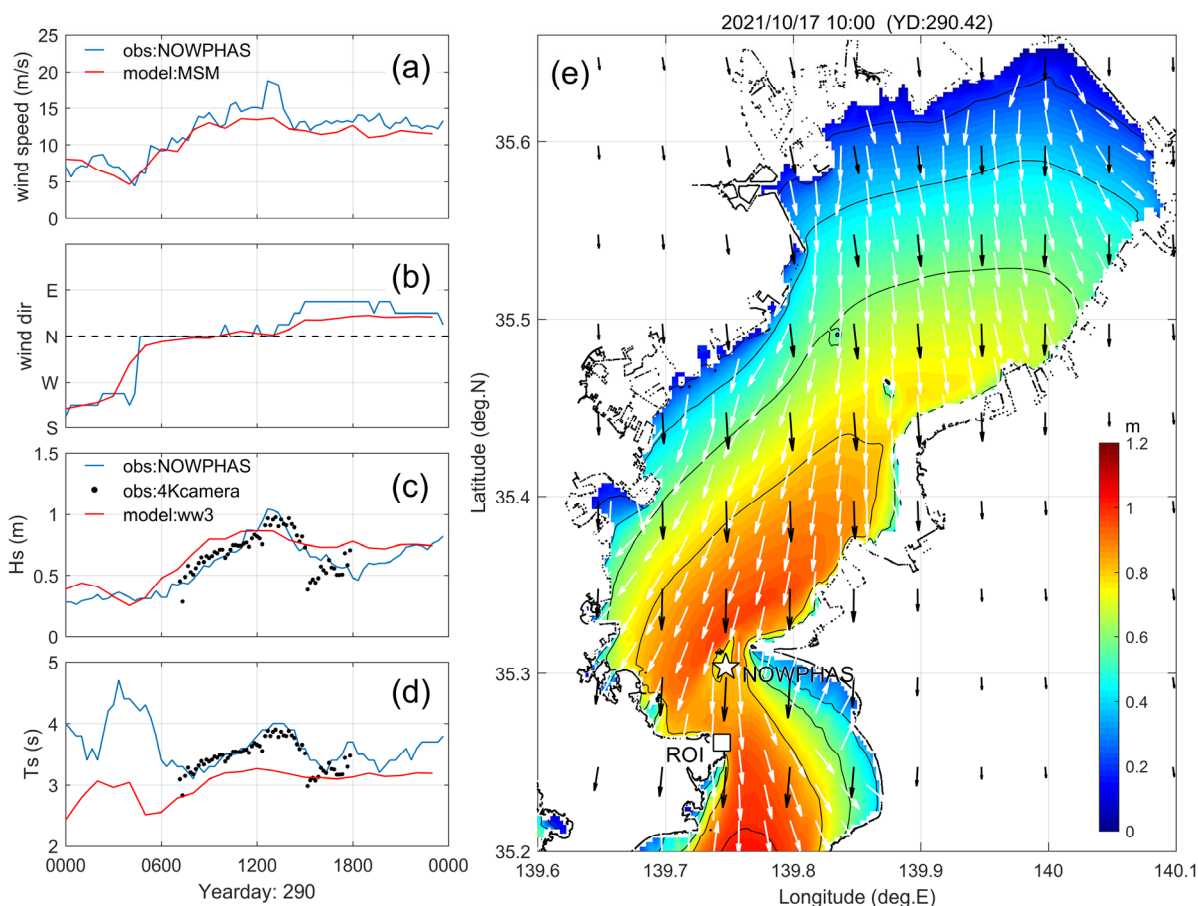 2021/10/17 10:00 (YD:290.42)
25
20
15
10
5
0
wind speed (m/s)
obs:NOWPHAS
model:MSM
(a)
E
N
W
S
wind dir
(b)
1.5
1
0.5
0
Hs (m)
obs:NOWPHAS
obs:4Kcamera
model:ww3
(c)
5
4
3
2
Ts (s)
(d)
0000
0600
1200
1800
0000
Yearday: 290
(e)
35.6
35.5
35.4
35.3
35.2
Latitude (deg.N)
NOWPHAS
ROI
m
1.2
1
0.8
0.6
0.4
0.2
0
139.6
139.7
139.8
139.9
140
140.1
Longitude (deg.E)